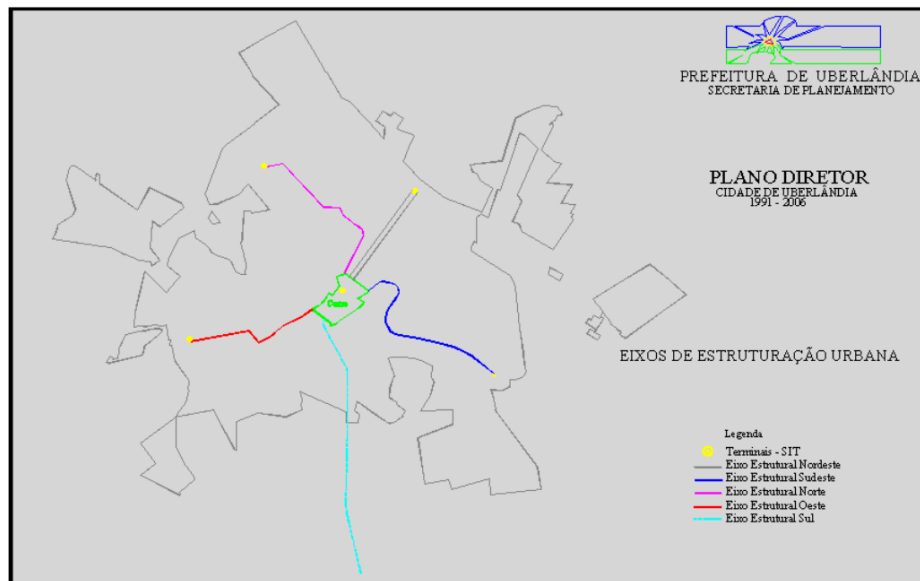 PREFEITURA DE UBERLÂNDIA
SECRETARIA DE PLANEJAMENTO
PLANO DIRETOR
CIDADE DE UBERLÂNDIA
1991 - 2006
EIXOS DE ESTRUTURAÇÃO URBANA
Legenda
Terminais - SIT
Eixo Estrutural Nordeste
Eixo Estrutural Sudeste
Eixo Estrutural Norte
Eixo Estrutural Oeste
Eixo Estrutural Sul